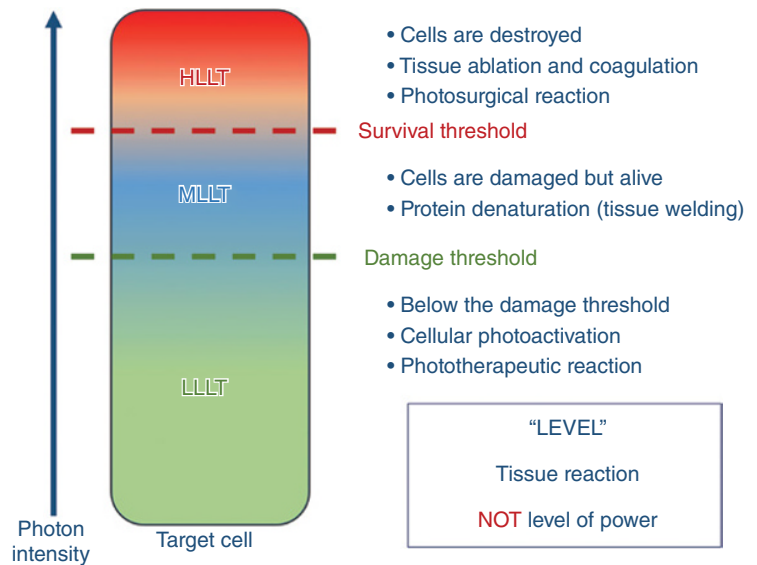 HLLT
• Cells are destroyed
• Tissue ablation and coagulation
• Photosurgical reaction
Survival threshold
MLLT
• Cells are damaged but alive
• Protein denaturation (tissue welding)
Damage threshold
• Below the damage threshold
• Cellular photoactivation
• Phototherapeutic reaction
LLLT
“LEVEL”
Tissue reaction
NOT level of power
Photon
intensity
Target cell